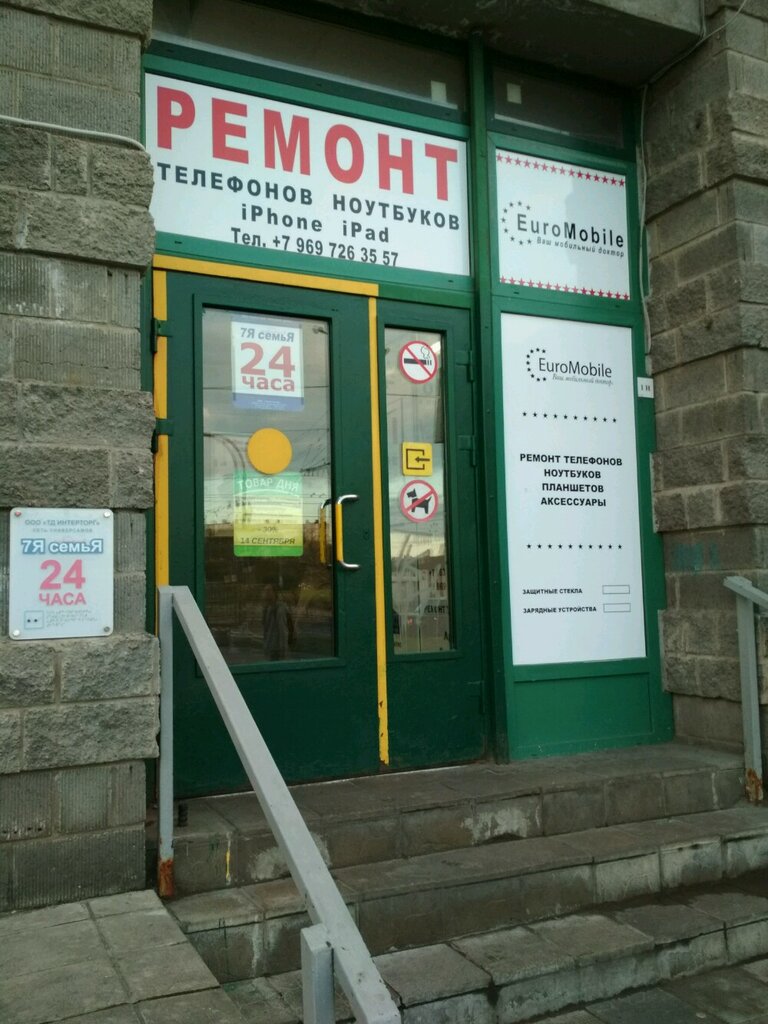 РЕМОНТ
ТЕЛЕФОНОВ НОУТБУКОВ
iPhone iPad
Тел. +7 969 726 35 57
EuroMobile
Ваш мобильный доктор
EuroMobile
Ваш мобильный доктор
РЕМОНТ ТЕЛЕФОНОВ
НОУТБУКОВ
ПЛАНШЕТОВ
АКСЕССУАРЫ
ЗАЩИТНЫЕ СТЕКЛА
ЗАРЯДНЫЕ УСТРОЙСТВА
7Я семьЯ
24
часа
ТОВАР ДНЯ
14 СЕНТЯБРЯ
ООО «ТД ИНТЕРТОРГ»
СЕТЬ УНИВЕРСАМОВ
7Я семьЯ
24
ЧАСА